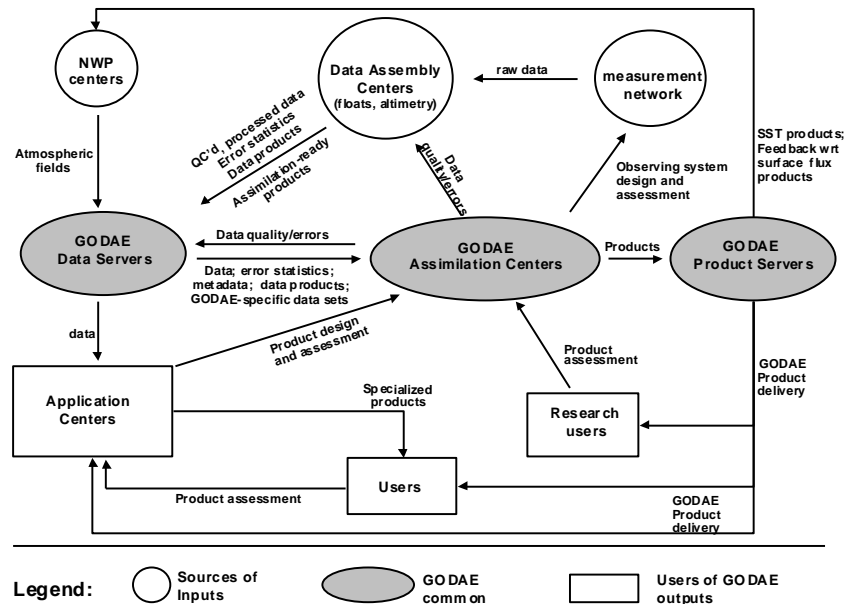 NWP
centers
Data Assembly
Centers
(floats, altimetry)
raw data
measurement
network
Atmospheric
fields
QC'd, processed data
Error statistics
Data products
Assimilation-ready
products
Data
quality/errors
Observing system
design and
assessment
SST products;
Feedback wrt
surface flux
products
GODAE
Data Servers
Data quality/errors
Data; error statistics;
metadata; data products;
GODAE-specific data sets
GODAE
Assimilation Centers
Products
GODAE
Product Servers
data
Product design
and assessment
Product
assessment
GODAE
Product
delivery
Application
Centers
Specialized
products
Research
users
Product assessment
Users
GODAE
Product
delivery
Legend:
Sources of
Inputs
GODAE
common
Users of GODAE
outputs